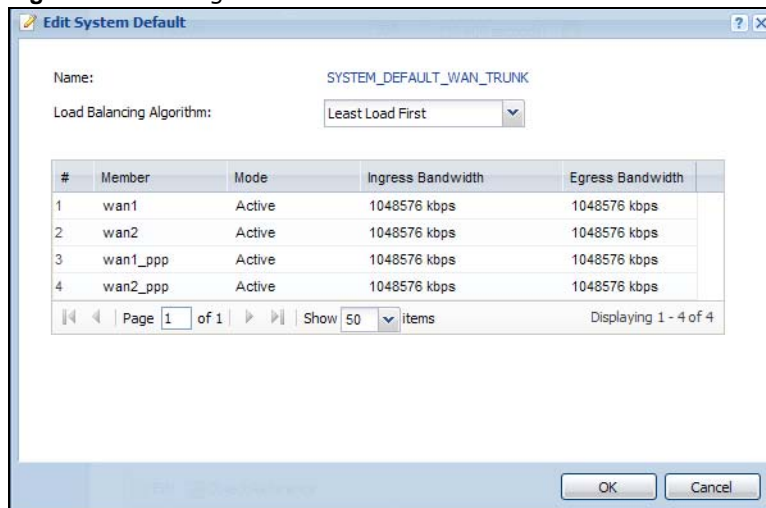 Edit System Default
Name: SYSTEM_DEFAULT_WAN_TRUNK
Load Balancing Algorithm: Least Load First
# Member Mode Ingress Bandwidth Egress Bandwidth
1 wan1 Active 1048576 kbps 1048576 kbps
2 wan2 Active 1048576 kbps 1048576 kbps
3 wan1_ppp Active 1048576 kbps 1048576 kbps
4 wan2_ppp Active 1048576 kbps 1048576 kbps
Page 1 of 1 Show 50 items Displaying 1 - 4 of 4
OK Cancel